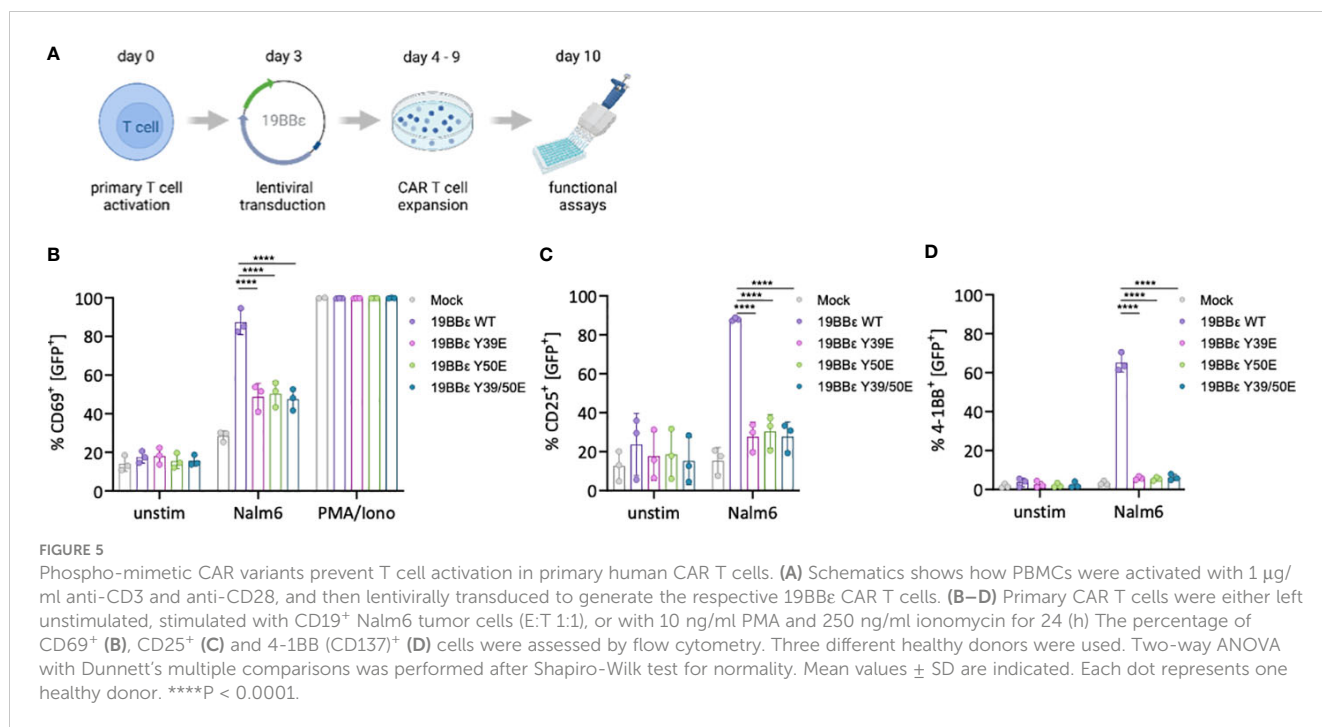 A
day 0
day 3
day 4 - 9
day 10
T cell
19BBε
primary T cell
activation
lentiviral
transduction
CAR T cell
expansion
functional
assays
B
% CD69⁺ [GFP⁺]
100
80
60
40
20
0
****
****
****
unstim
Nalm6
PMA/Iono
Mock
19BBε WT
19BBε Y39E
19BBε Y50E
19BBε Y39/50E
C
% CD25⁺ [GFP⁺]
100
80
60
40
20
0
****
****
****
unstim
Nalm6
Mock
19BBε WT
19BBε Y39E
19BBε Y50E
19BBε Y39/50E
D
% 4-1BB⁺ [GFP⁺]
100
80
60
40
20
0
****
****
****
unstim
Nalm6
Mock
19BBε WT
19BBε Y39E
19BBε Y50E
19BBε Y39/50E
FIGURE 5
Phospho-mimetic CAR variants prevent T cell activation in primary human CAR T cells. (A) Schematics shows how PBMCs were activated with 1 µg/
ml anti-CD3 and anti-CD28, and then lentivirally transduced to generate the respective 19BBε CAR T cells. (B–D) Primary CAR T cells were either left
unstimulated, stimulated with CD19⁺ Nalm6 tumor cells (E:T 1:1), or with 10 ng/ml PMA and 250 ng/ml ionomycin for 24 (h) The percentage of
CD69⁺ (B), CD25⁺ (C) and 4-1BB (CD137)⁺ (D) cells were assessed by flow cytometry. Three different healthy donors were used. Two-way ANOVA
with Dunnett's multiple comparisons was performed after Shapiro-Wilk test for normality. Mean values ± SD are indicated. Each dot represents one
healthy donor. ****P < 0.0001.